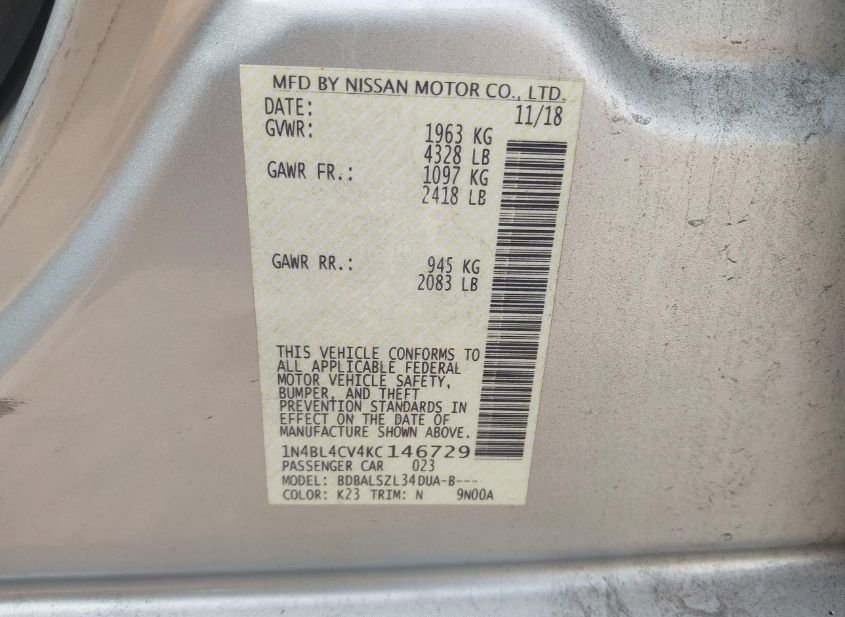 MFD BY NISSAN MOTOR CO., LTD.
DATE: 11/18
GVWR: 1963 KG
4328 LB
GAWR FR.: 1097 KG
2418 LB
GAWR RR.: 945 KG
2083 LB
THIS VEHICLE CONFORMS TO
ALL APPLICABLE FEDERAL
MOTOR VEHICLE SAFETY,
BUMPER, AND THEFT
PREVENTION STANDARDS IN
EFFECT ON THE DATE OF
MANUFACTURE SHOWN ABOVE.
1N4BL4CV4KC146729
PASSENGER CAR 023
MODEL: BDBALSZL34DUA-B---
COLOR: K23 TRIM: N 9N00A